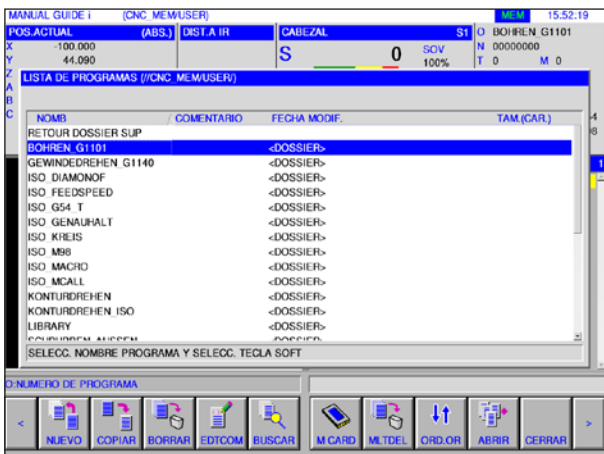 MANUAL GUIDE i (CNC_MEM/USER) MEM 15.52:19
POS.ACTUAL (ABS.) DIST.A IR CABEZAL S1 O BOHREN_G1101
X -100.000 S 0 SOV 100% N 00000000
Y 44.090 T 0 M 0
Z
LISTA DE PROGRAMAS (//CNC_MEM/USER/)
A
B
C
NOMB / COMENTARIO FECHA MODIF. TAM.(CAR.)
RETOUR DOSSIER SUP
BOHREN_G1101 <DOSSIER>
GEWINDEDREHEN_G1140 <DOSSIER>
ISO_DIAMONOF <DOSSIER>
ISO_FEEDSPEED <DOSSIER>
ISO_G54_T <DOSSIER>
ISO_GENAUHALT <DOSSIER>
ISO_KREIS <DOSSIER>
ISO_M98 <DOSSIER>
ISO_MACRO <DOSSIER>
ISO_MCALL <DOSSIER>
KONTURDREHEN <DOSSIER>
KONTURDREHEN_ISO <DOSSIER>
LIBRARY <DOSSIER>
SELECC. NOMBRE PROGRAMA Y SELECC. TECLA SOFT
O:NUMERO DE PROGRAMA
< NUEVO COPIAR BORRAR EDTCOM BUSCAR M CARD MLTDEL ORD.OR ABRIR CERRAR >